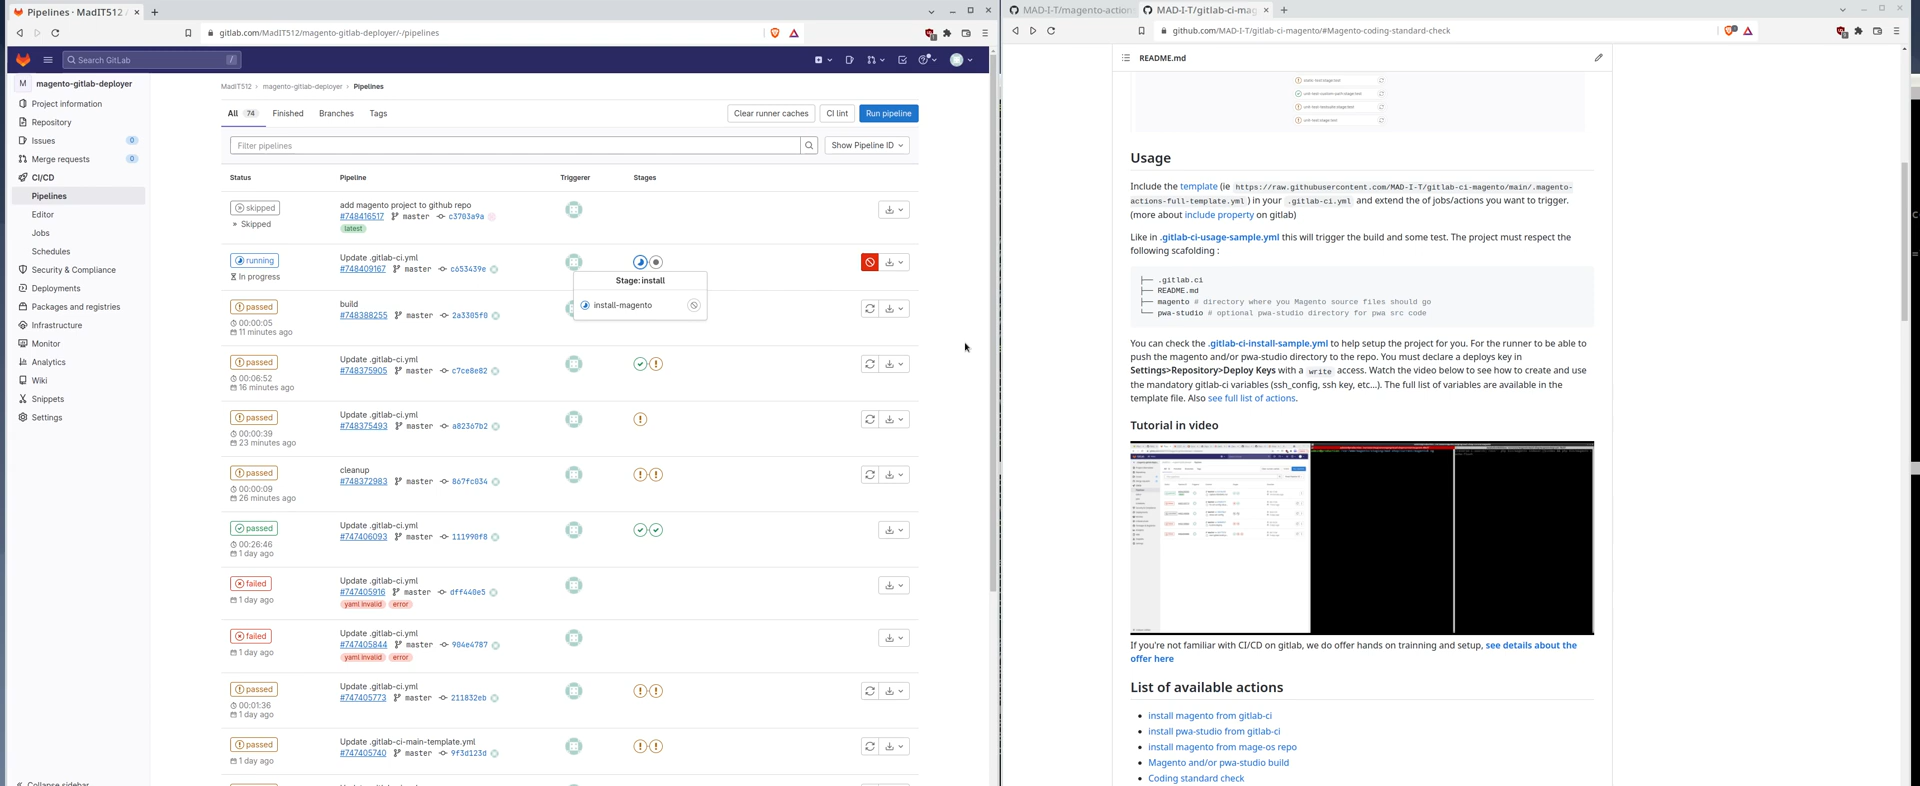 Pipelines · MadIT512
gitlab.com/MadIT512/magento-gitlab-deployer/-/pipelines
Search GitLab
/
M magento-gitlab-deployer
Project information
Repository
Issues 0
Merge requests 0
CI/CD
Pipelines
Editor
Jobs
Schedules
Security & Compliance
Deployments
Packages and registries
Infrastructure
Monitor
Analytics
Wiki
Snippets
Settings
Collapse sidebar
MadIT512 › magento-gitlab-deployer › Pipelines
All 74 Finished Branches Tags Clear runner caches CI lint Run pipeline
Filter pipelines Show Pipeline ID
Status Pipeline Triggerer Stages
skipped
» Skipped
add magento project to github repo
#748416517 master c3703a9a
latest
running
In progress
Update .gitlab-ci.yml
#748409167 master c653439e
Stage: install
install-magento
passed
00:00:05
11 minutes ago
build
#748388255 master 2a3305f0
passed
00:06:52
16 minutes ago
Update .gitlab-ci.yml
#748375905 master c7ce8e82
passed
00:00:39
23 minutes ago
Update .gitlab-ci.yml
#748375493 master a82367b2
passed
00:00:09
26 minutes ago
cleanup
#748372983 master 867fc034
passed
00:26:46
1 day ago
Update .gitlab-ci.yml
#747406093 master 111990f8
failed
1 day ago
Update .gitlab-ci.yml
#747405916 master dff440e5
yaml invalid error
failed
1 day ago
Update .gitlab-ci.yml
#747405844 master 904e4787
yaml invalid error
passed
00:01:36
1 day ago
Update .gitlab-ci.yml
#747405773 master 211832eb
passed
1 day ago
Update .gitlab-ci-main-template.yml
#747405740 master 9f3d123d
MAD-I-T/magento-action
MAD-I-T/gitlab-ci-mag
github.com/MAD-I-T/gitlab-ci-magento/#Magento-coding-standard-check
README.md
Usage
Include the template (ie https://raw.githubusercontent.com/MAD-I-T/gitlab-ci-magento/main/.magento-
actions-full-template.yml ) in your .gitlab-ci.yml and extend the of jobs/actions you want to trigger.
(more about include property on gitlab)
Like in .gitlab-ci-usage-sample.yml this will trigger the build and some test. The project must respect the
following scafolding :
├── .gitlab.ci
├── README.md
├── magento # directory where you Magento source files should go
└── pwa-studio # optional pwa-studio directory for pwa src code
You can check the .gitlab-ci-install-sample.yml to help setup the project for you. For the runner to be able to
push the magento and/or pwa-studio directory to the repo. You must declare a deploys key in
Settings>Repository>Deploy Keys with a write access. Watch the video below to see how to create and use
the mandatory gitlab-ci variables (ssh_config, ssh key, etc...). The full list of variables are available in the
template file. Also see full list of actions.
Tutorial in video
If you're not familiar with CI/CD on gitlab, we do offer hands on trainning and setup, see details about the
offer here
List of available actions
install magento from gitlab-ci
install pwa-studio from gitlab-ci
install magento from mage-os repo
Magento and/or pwa-studio build
Coding standard check